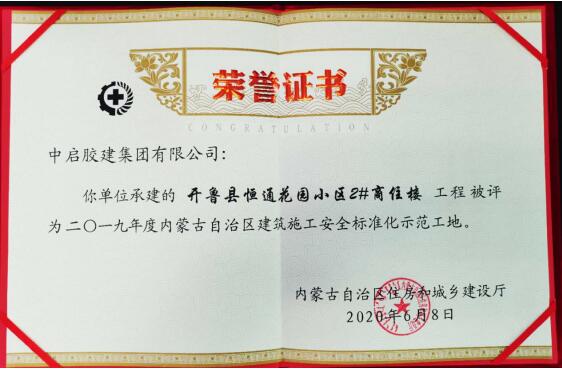 荣誉证书
CONGRATULATION
中启胶建集团有限公司：
你单位承建的 开鲁县恒通花园小区2#商住楼 工程被评
为二〇一九年度内蒙古自治区建筑施工安全标准化示范工地。
内蒙古自治区住房和城乡建设厅
2020年6月8日